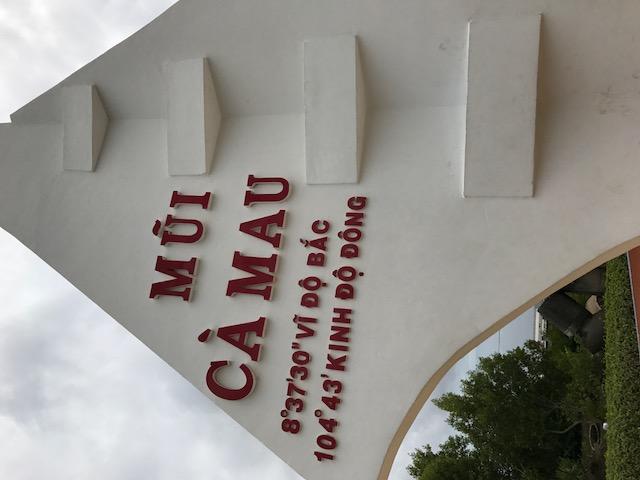 MŨI
CÀ MAU
8°37'30" VĨ ĐỘ BẮC
104°43' KINH ĐỘ ĐÔNG